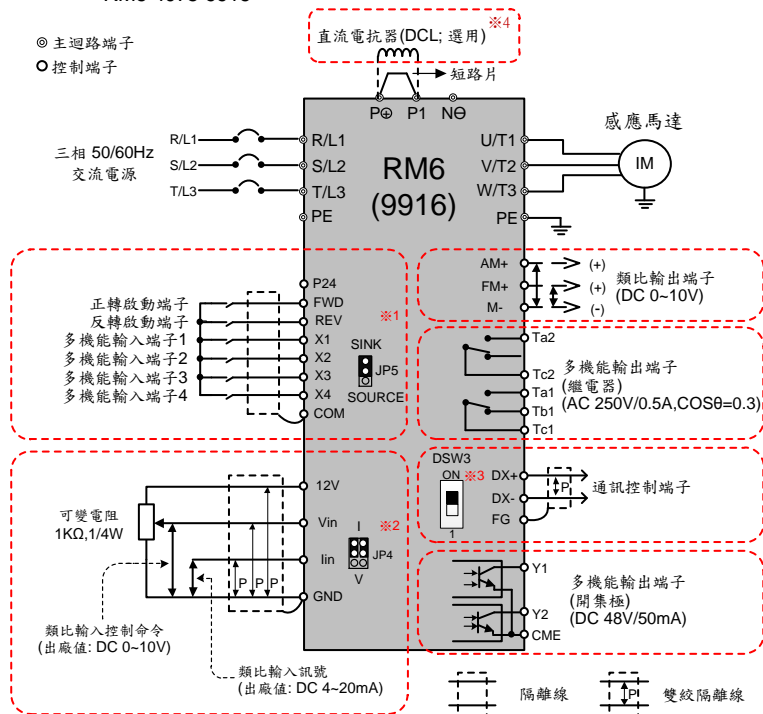 ◎ 主迴路端子
O 控制端子
※4
直流電抗器(DCL; 選用)
短路片
P⊕ P1 N⊖
三相 50/60Hz
交流電源
R/L1
S/L2
T/L3
R/L1
S/L2
T/L3
PE
RM6
(9916)
U/T1
V/T2
W/T3
PE
感應馬達
IM
正轉啟動端子
反轉啟動端子
多機能輸入端子1
多機能輸入端子2
多機能輸入端子3
多機能輸入端子4
P24
FWD
REV
X1
X2
X3
X4
COM
※1
SINK
JP5
SOURCE
AM+
FM+
M-
(+)
(+)
(-)
類比輸出端子
(DC 0~10V)
Ta2
Tc2
Ta1
Tb1
Tc1
多機能輸出端子
(繼電器)
(AC 250V/0.5A,COSθ=0.3)
可變電阻
1KΩ,1/4W
12V
Vin
Iin
GND
P P P
※2
I
JP4
V
類比輸入控制命令
(出廠值: DC 0~10V)
類比輸入訊號
(出廠值: DC 4~20mA)
DSW3
ON ※3
1
DX+
DX-
FG
P
通訊控制端子
Y1
Y2
CME
多機能輸出端子
(開集極)
(DC 48V/50mA)
隔離線
P
雙絞隔離線